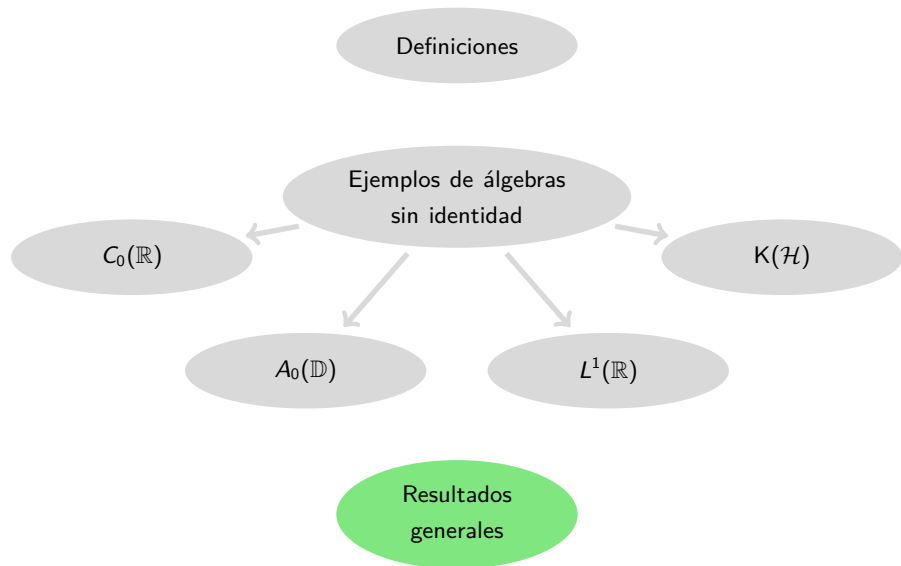 Definiciones
Ejemplos de álgebras
sin identidad
C₀(ℝ)
K(ℋ)
A₀(𝔻)
L¹(ℝ)
Resultados
generales